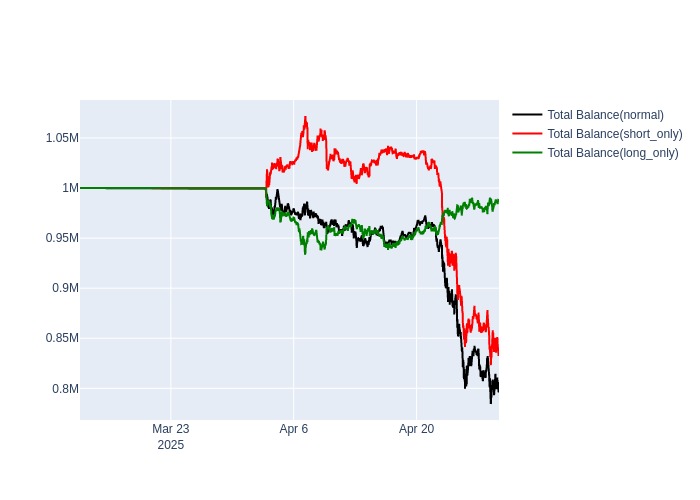 1.05M
1M
0.95M
0.9M
0.85M
0.8M
Mar 23
2025
Apr 6
Apr 20
Total Balance(normal)
Total Balance(short_only)
Total Balance(long_only)